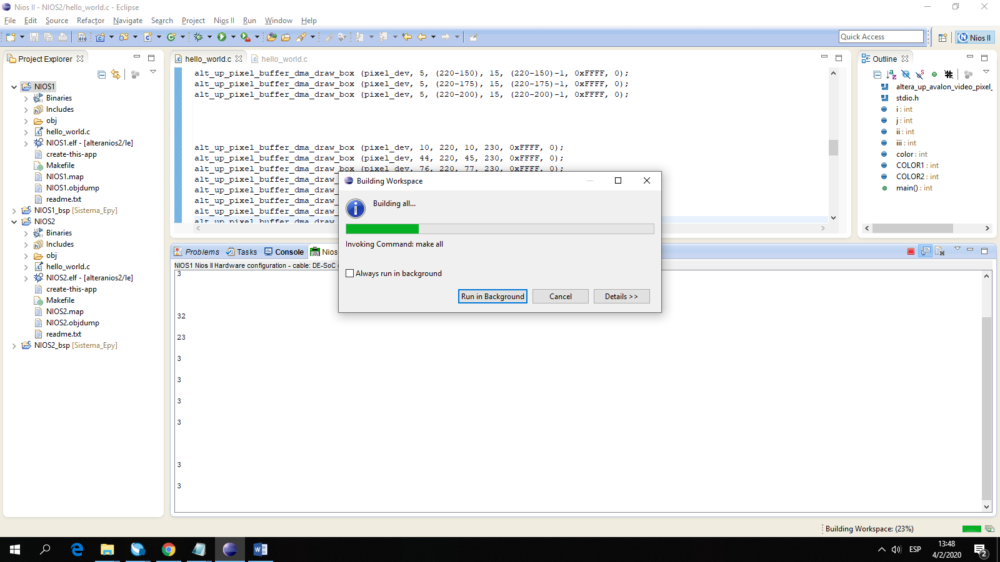 Nios II - NIOS2/hello_world.c - Eclipse
File Edit Source Refactor Navigate Search Project Nios II Run Window Help
Quick Access
Nios II
Project Explorer
NIOS1
Binaries
Includes
obj
hello_world.c
NIOS1.elf - [alteranios2/le]
create-this-app
Makefile
NIOS1.map
NIOS1.objdump
readme.txt
NIOS1_bsp [Sistema_Epy]
NIOS2
Binaries
Includes
obj
hello_world.c
NIOS2.elf - [alteranios2/le]
create-this-app
Makefile
NIOS2.map
NIOS2.objdump
readme.txt
NIOS2_bsp [Sistema_Epy]
hello_world.c hello_world.c
alt_up_pixel_buffer_dma_draw_box (pixel_dev, 5, (220-150), 15, (220-150)-1, 0xFFFF, 0);
alt_up_pixel_buffer_dma_draw_box (pixel_dev, 5, (220-175), 15, (220-175)-1, 0xFFFF, 0);
alt_up_pixel_buffer_dma_draw_box (pixel_dev, 5, (220-200), 15, (220-200)-1, 0xFFFF, 0);
alt_up_pixel_buffer_dma_draw_box (pixel_dev, 10, 220, 10, 230, 0xFFFF, 0);
alt_up_pixel_buffer_dma_draw_box (pixel_dev, 44, 220, 45, 230, 0xFFFF, 0);
alt_up_pixel_buffer_dma_draw_box (pixel_dev, 76, 220, 77, 230, 0xFFFF, 0);
alt_up_pixel_buffer_dma_draw_
alt_up_pixel_buffer_dma_draw_
alt_up_pixel_buffer_dma_draw_
alt_up_pixel_buffer_dma_draw_
alt_up_pixel_buffer_dma_draw_
Building Workspace
Building all...
Invoking Command: make all
Always run in background
Run in Background
Cancel
Details >>
Outline
altera_up_avalon_video_pixel_
stdio.h
i : int
j : int
ii : int
iii : int
color : int
COLOR1 : int
COLOR2 : int
main() : int
Problems Tasks Console Nios
NIOS1 Nios II Hardware configuration - cable: DE-SoC
3
32
23
3
3
3
3
3
3
Building Workspace: (23%)
ESP
13:48
4/2/2020
2